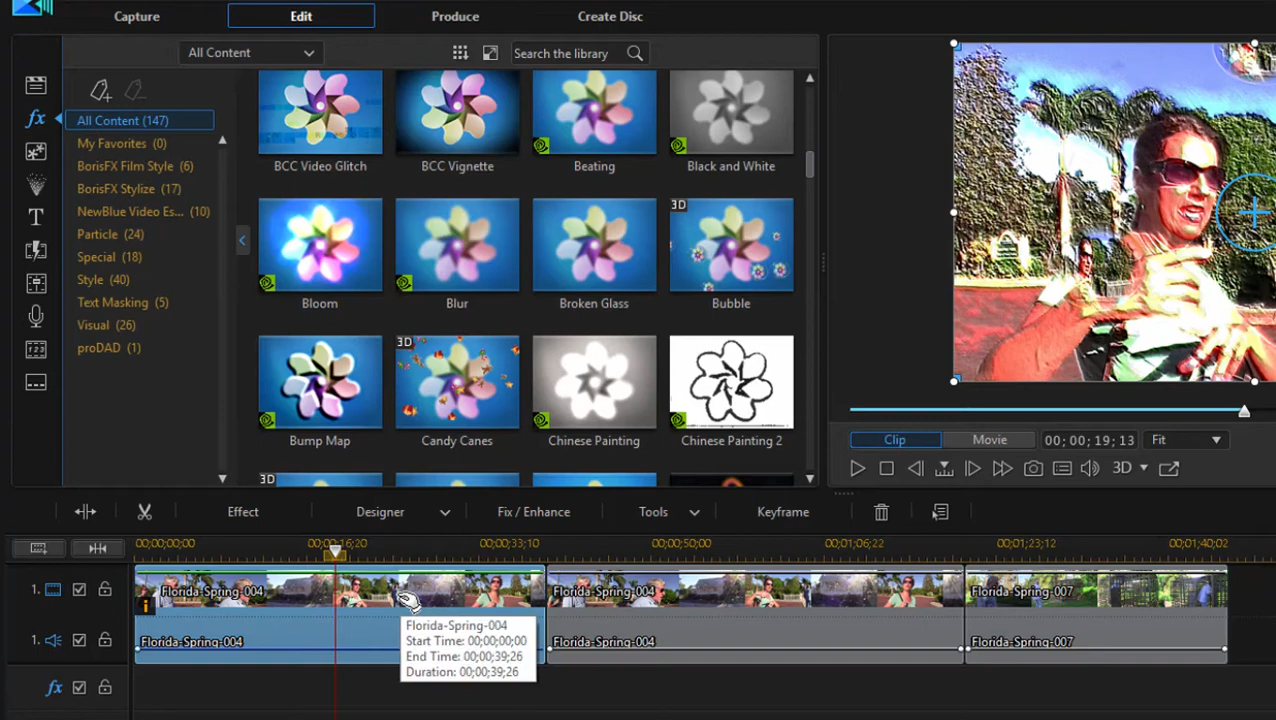 Capture Edit Produce Create Disc
All Content Search the library
fx All Content (147)
My Favorites (0)
BorisFX Film Style (6)
BorisFX Stylize (17)
NewBlue Video Es... (10)
Particle (24)
T
Special (18)
Style (40)
Text Masking (5)
Visual (26)
proDAD (1)
BCC Video Glitch BCC Vignette Beating Black and White
3D
Bloom Blur Broken Glass Bubble
3D
Bump Map Candy Canes Chinese Painting Chinese Painting 2
3D
Clip Movie 00; 00; 19; 13 Fit
3D
Effect Designer Fix / Enhance Tools Keyframe
00;00;00;00 00;00;16;20 00;00;33;10 00;00;50;00 00;01;06;22 00;01;23;12 00;01;40;02
1. Florida-Spring-004 Florida-Spring-004 Florida-Spring-007
i
1. Florida-Spring-004 Florida-Spring-004 Florida-Spring-007
Florida-Spring-004
Start Time: 00;00;00;00
End Time: 00;00;39;26
Duration: 00;00;39;26
fx